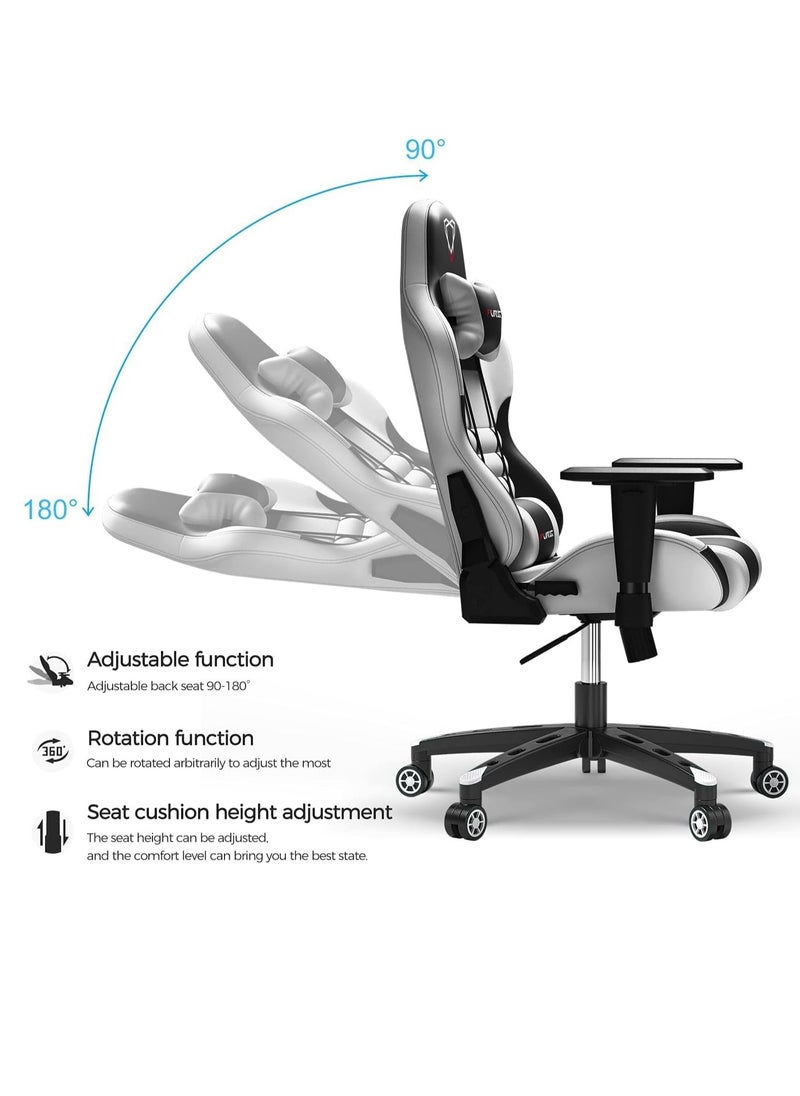 90°
180°
Adjustable function
Adjustable back seat 90-180°
360°
Rotation function
Can be rotated arbitrarily to adjust the most
Seat cushion height adjustment
The seat height can be adjusted,
and the comfort level can bring you the best state.